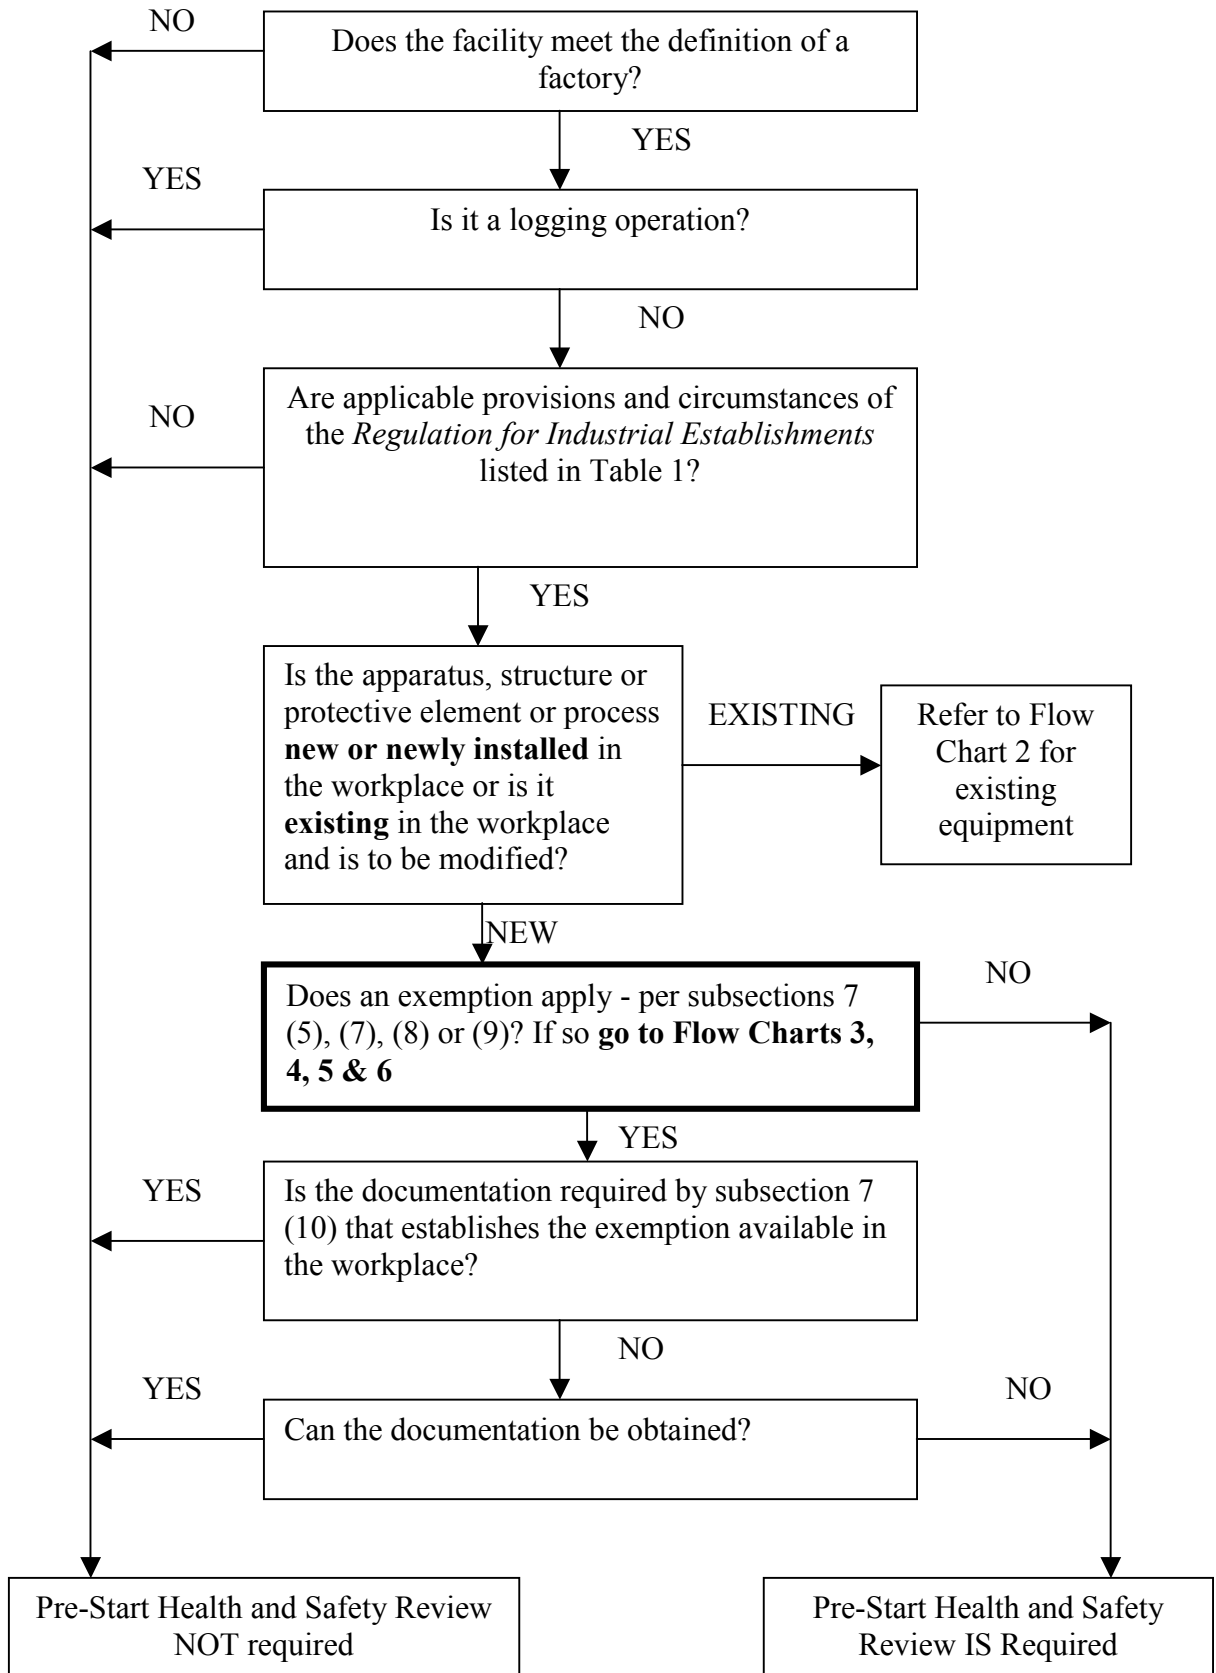 NO
Does the facility meet the definition of a
factory?
YES
YES
Is it a logging operation?
NO
NO
Are applicable provisions and circumstances of
the Regulation for Industrial Establishments
listed in Table 1?
YES
Is the apparatus, structure or
protective element or process
new or newly installed in
the workplace or is it
existing in the workplace
and is to be modified?
EXISTING
Refer to Flow
Chart 2 for
existing
equipment
NEW
Does an exemption apply - per subsections 7
(5), (7), (8) or (9)? If so go to Flow Charts 3,
4, 5 & 6
NO
YES
YES
Is the documentation required by subsection 7
(10) that establishes the exemption available in
the workplace?
NO
YES
Can the documentation be obtained?
NO
Pre-Start Health and Safety Review
NOT required
Pre-Start Health and Safety
Review IS Required